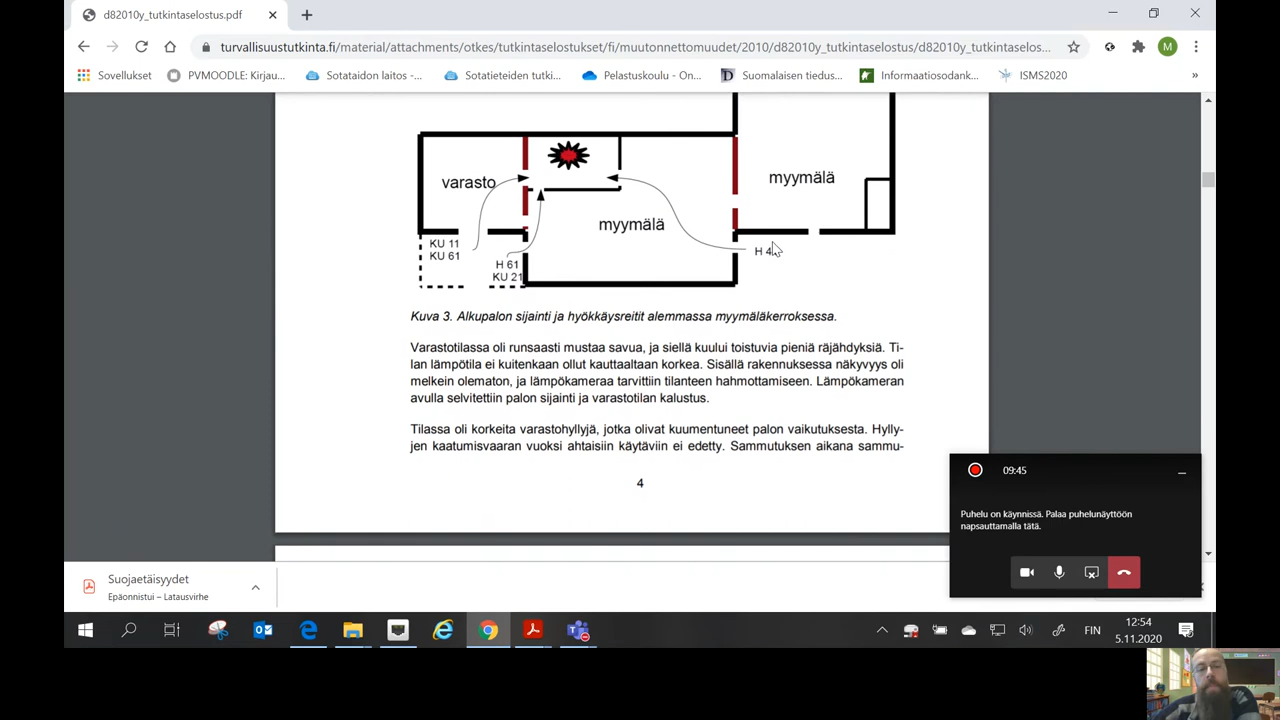 d82010y_tutkintaselostus.pdf
turvallisuustutkinta.fi/material/attachments/otkes/tutkintaselostukset/fi/muutonnettomuudet/2010/d82010y_tutkintaselostus/d82010y_tutkintaselos...
M
Sovellukset
PVMOODLE: Kirjau...
Sotataidon laitos -...
Sotatieteiden tutki...
Pelastuskoulu - On...
Suomalaisen tiedus...
Informaatiosodank...
ISMS2020
»
varasto
myymälä
myymälä
KU 11
KU 61
H 61
KU 21
H 4
Kuva 3. Alkupalon sijainti ja hyökkäysreitit alemmassa myymäläkerroksessa.
Varastotilassa oli runsaasti mustaa savua, ja siellä kuului toistuvia pieniä räjähdyksiä. Ti-
lan lämpötila ei kuitenkaan ollut kauttaaltaan korkea. Sisällä rakennuksessa näkyvyys oli
melkein olematon, ja lämpökameraa tarvittiin tilanteen hahmottamiseen. Lämpökameran
avulla selvitettiin palon sijainti ja varastotilan kalustus.
Tilassa oli korkeita varastohyllyjä, jotka olivat kuumentuneet palon vaikutuksesta. Hylly-
jen kaatumisvaaran vuoksi ahtaisiin käytäviin ei edetty. Sammutuksen aikana sammu-
4
09:45
Puhelu on käynnissä. Palaa puhelunäyttöön
napsauttamalla tätä.
Suojaetäisyydet
Epäonnistui – Latausvirhe
FIN
12:54
5.11.2020